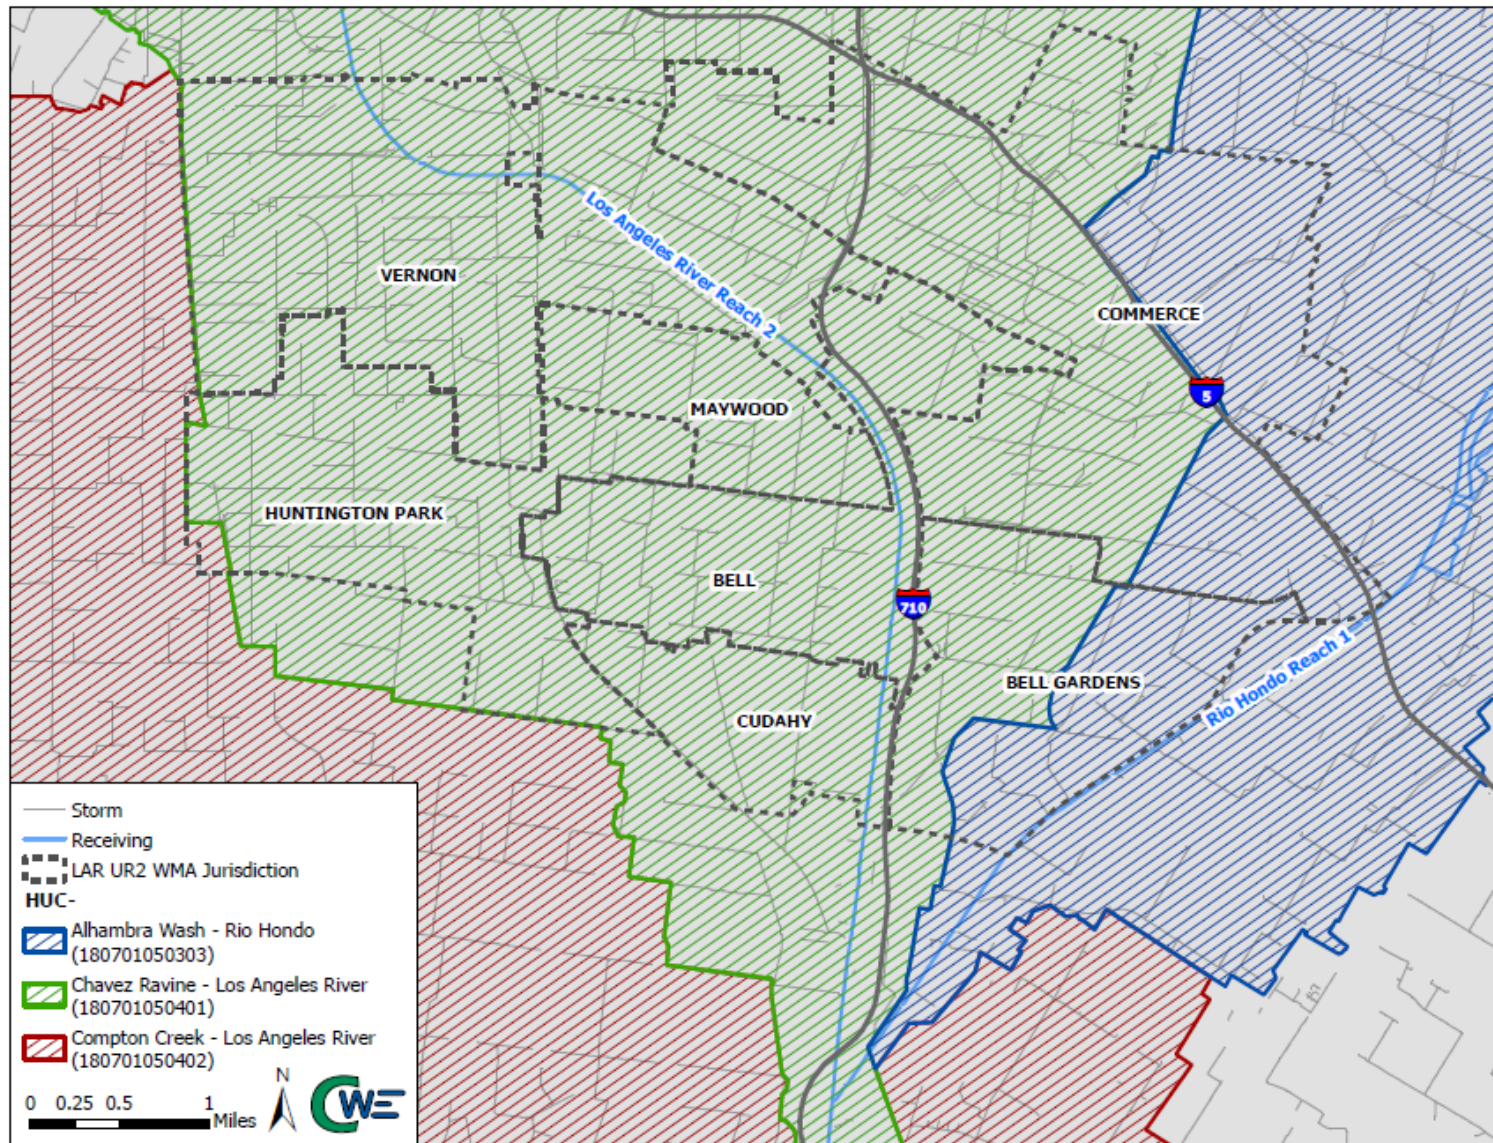 Los Angeles River Reach 2
VERNON
COMMERCE
5
MAYWOOD
HUNTINGTON PARK
BELL
710
BELL GARDENS
Rio Hondo Reach 1
CUDAHY
Storm
Receiving
LAR UR2 WMA Jurisdiction
HUC-
Alhambra Wash - Rio Hondo
(180701050303)
Chavez Ravine - Los Angeles River
(180701050401)
Compton Creek - Los Angeles River
(180701050402)
N
0 0.25 0.5 1
Miles
CWE